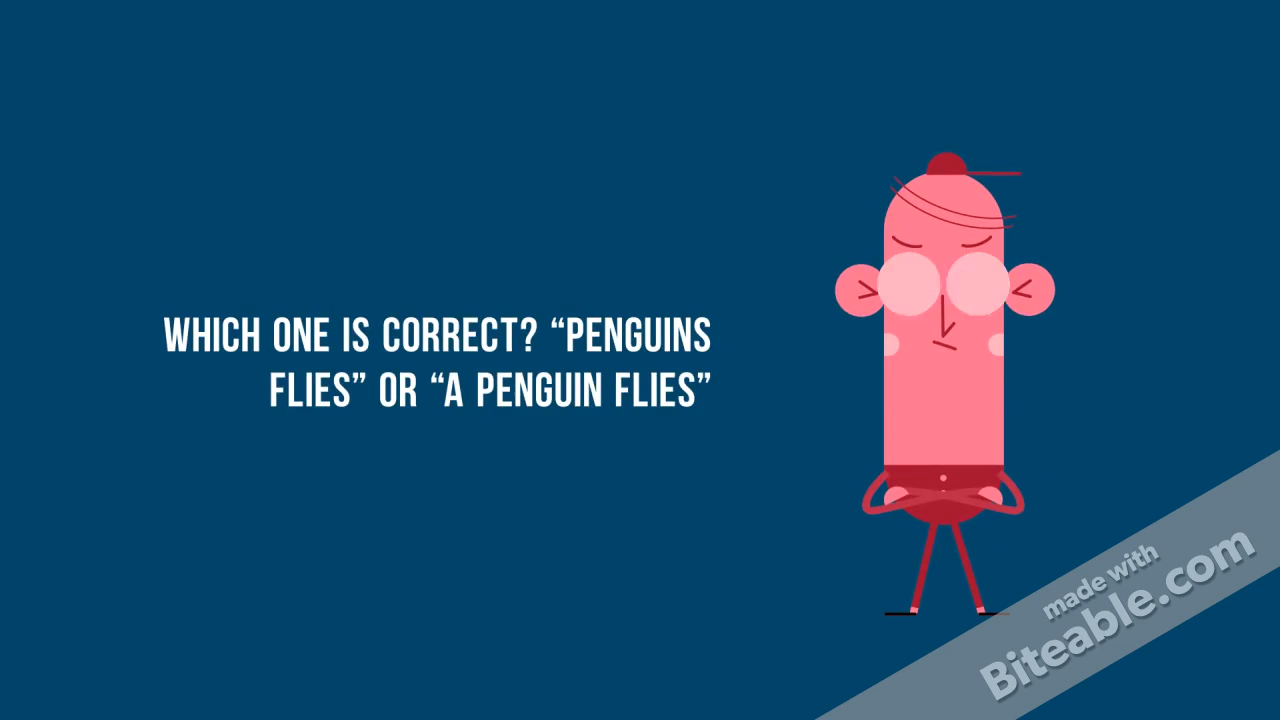 WHICH ONE IS CORRECT? “PENGUINS
FLIES” OR “A PENGUIN FLIES”
made with
Biteable.com